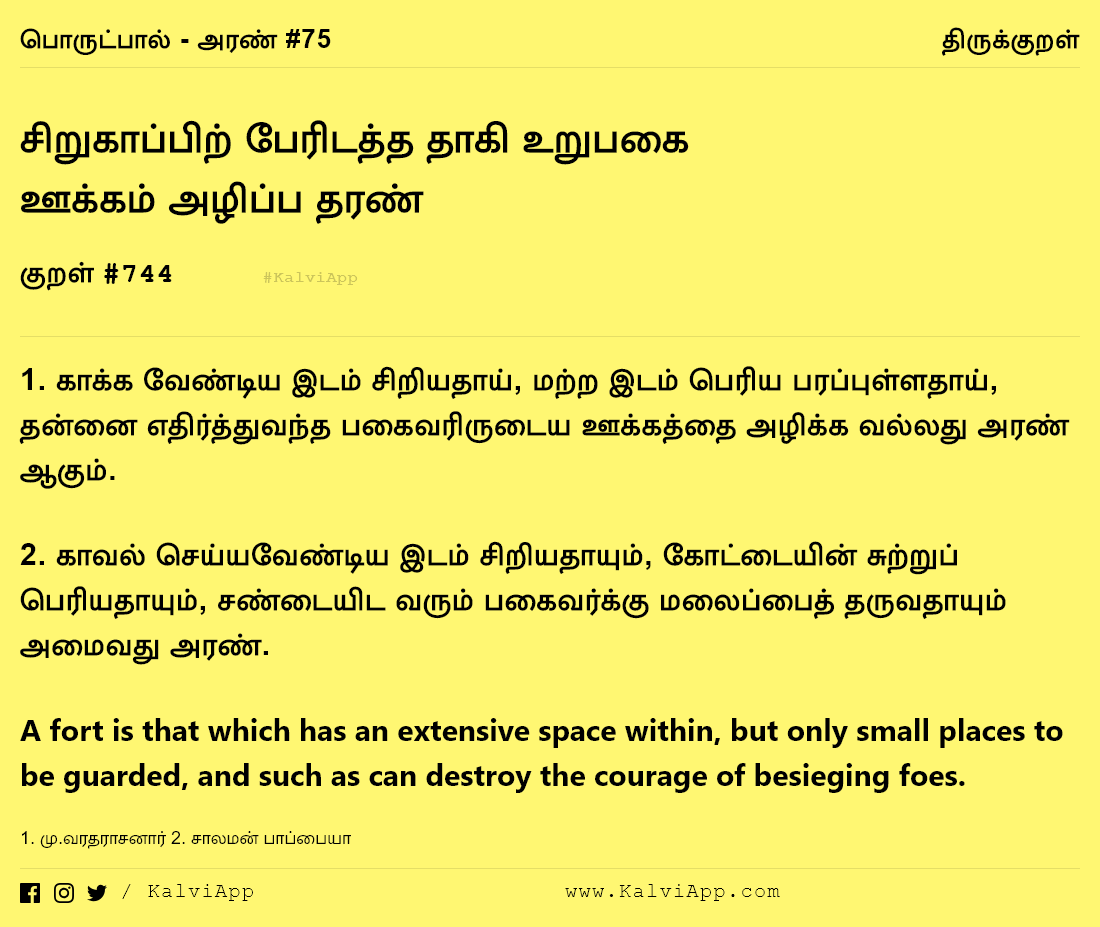 பொருட்பால் - அரண் #75
திருக்குறள்
சிறுகாப்பிற் பேரிடத்த தாகி உறுபகை
ஊக்கம் அழிப்ப தரண்
குறள் #744
#KalviApp
1. காக்க வேண்டிய இடம் சிறியதாய், மற்ற இடம் பெரிய பரப்புள்ளதாய்,
தன்னை எதிர்த்துவந்த பகைவரிருடைய ஊக்கத்தை அழிக்க வல்லது அரண்
ஆகும்.
2. காவல் செய்யவேண்டிய இடம் சிறியதாயும், கோட்டையின் சுற்றுப்
பெரியதாயும், சண்டையிட வரும் பகைவர்க்கு மலைப்பைத் தருவதாயும்
அமைவது அரண்.
A fort is that which has an extensive space within, but only small places to
be guarded, and such as can destroy the courage of besieging foes.
1. மு.வரதராசனார் 2. சாலமன் பாப்பையா
/ KalviApp
www.KalviApp.com